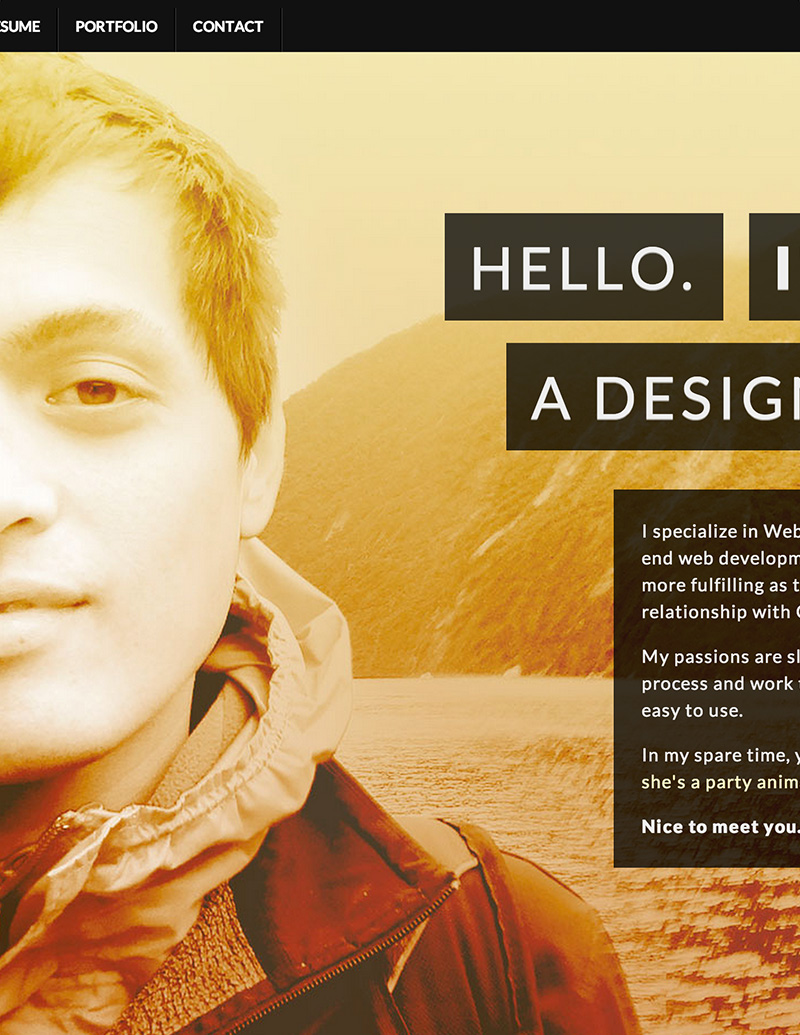 SUME PORTFOLIO CONTACT
HELLO. I
A DESIGN
I specialize in Web
end web developm
more fulfilling as t
relationship with
My passions are sl
process and work
easy to use.
In my spare time, y
she's a party anim
Nice to meet you.